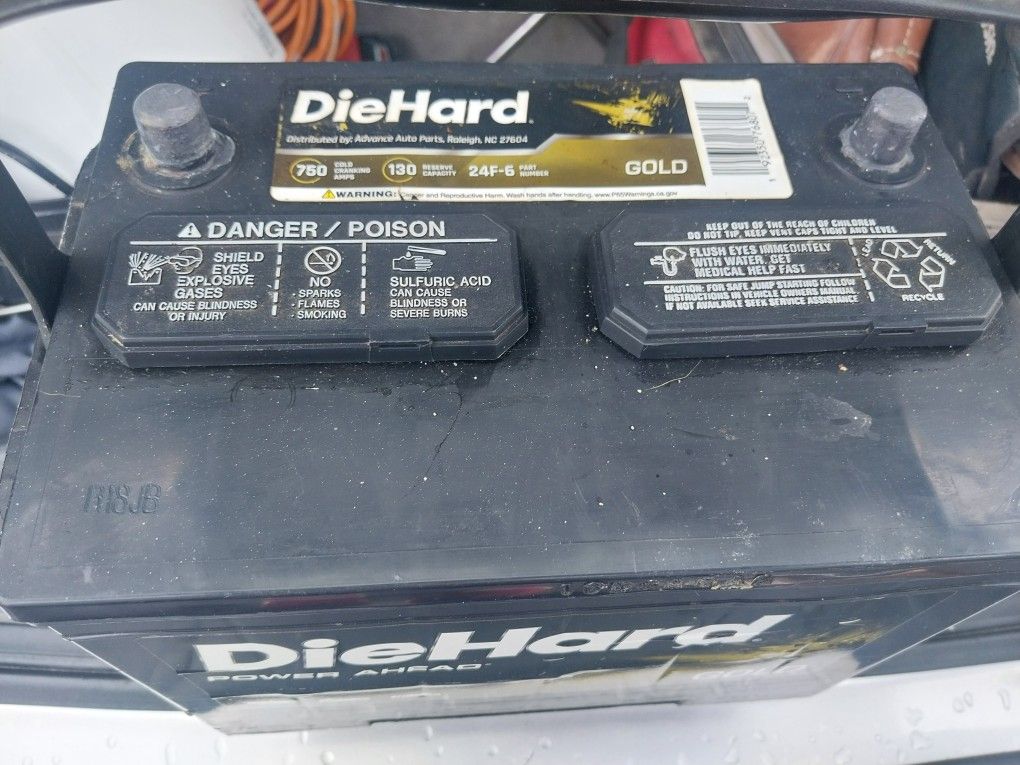 DieHard.
Distributed by: Advance Auto Parts, Raleigh, NC 27604
750 COLD CRANKING AMPS
130 RESERVE CAPACITY
24F-6 PART NUMBER
GOLD
WARNING: Cancer and Reproductive Harm. Wash hands after handling. www.P65Warnings.ca.gov
DANGER / POISON
SHIELD
EYES
EXPLOSIVE
GASES
CAN CAUSE BLINDNESS
OR INJURY
NO
SPARKS
FLAMES
SMOKING
SULFURIC ACID
CAN CAUSE
BLINDNESS OR
SEVERE BURNS
KEEP OUT OF THE REACH OF CHILDREN
DO NOT TIP. KEEP VENT CAPS TIGHT AND LEVEL
FLUSH EYES IMMEDIATELY
WITH WATER. GET
MEDICAL HELP FAST
CAUTION: FOR SAFE JUMP STARTING FOLLOW
INSTRUCTIONS IN VEHICLE OWNERS MANUAL
IF NOT AVAILABLE SEEK SERVICE ASSISTANCE
RETURN
RECYCLE
DieHard.
POWER AHEAD